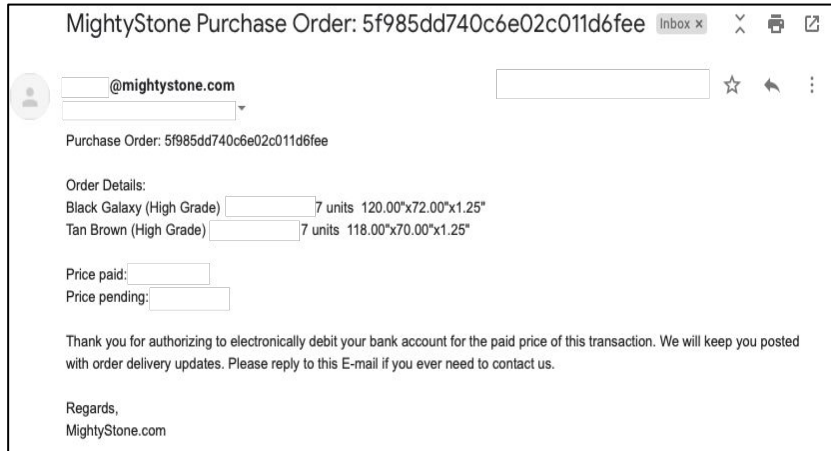 MightyStone Purchase Order: 5f985dd740c6e02c011d6fee Inbox x
@mightystone.com
Purchase Order: 5f985dd740c6e02c011d6fee
Order Details:
Black Galaxy (High Grade) 7 units 120.00"x72.00"x1.25"
Tan Brown (High Grade) 7 units 118.00"x70.00"x1.25"
Price paid:
Price pending:
Thank you for authorizing to electronically debit your bank account for the paid price of this transaction. We will keep you posted
with order delivery updates. Please reply to this E-mail if you ever need to contact us.
Regards,
MightyStone.com